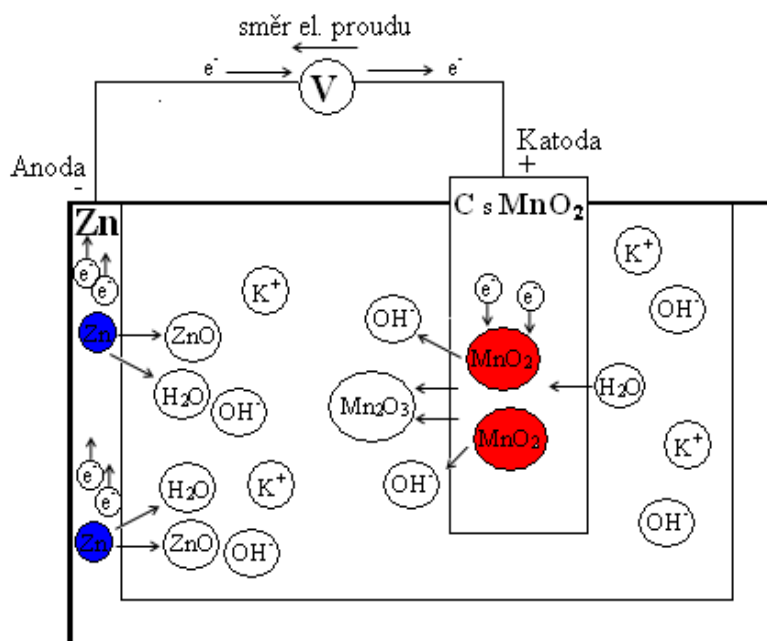 směr el. proudu
e⁻ e⁻
V
Anoda
-
Katoda
+
Zn
C s MnO₂
e⁻
e⁻
K⁺
K⁺
e⁻
e⁻
OH⁻
OH⁻
Zn
ZnO
MnO₂
H₂O
OH⁻
Mn₂O₃
H₂O
MnO₂
K⁺
e⁻
e⁻
H₂O
K⁺
OH⁻
OH⁻
Zn
ZnO
OH⁻